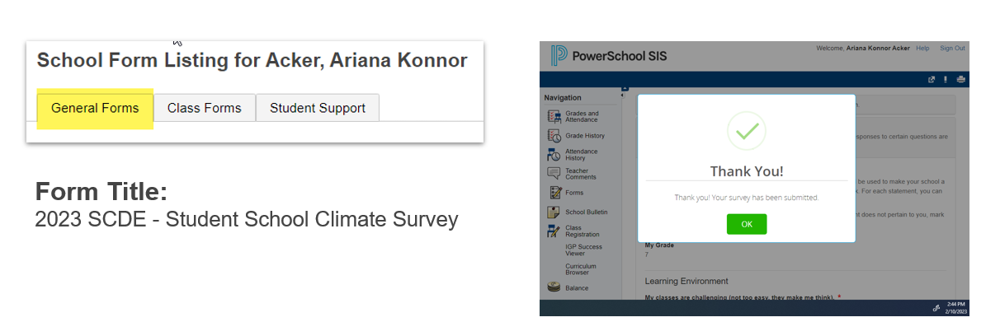 School Form Listing for Acker, Ariana Konnor
General Forms
Class Forms
Student Support
Form Title:
2023 SCDE - Student School Climate Survey
PowerSchool SIS
Welcome, Ariana Konnor Acker
Help
Sign Out
Navigation
Grades and
Attendance
Grade History
Attendance
History
Teacher
Comments
Forms
School Bulletin
Class
Registration
IGP Success
Viewer
Curriculum
Browser
Balance
sponses to certain questions are
be used to make your school a
k. For each statement, you can
nt does not pertain to you, mark
Thank You!
Thank you! Your survey has been submitted.
OK
My Grade
7
Learning Environment
My classes are challenging (not too easy, they make me think). *
2:44 PM
2/10/2023